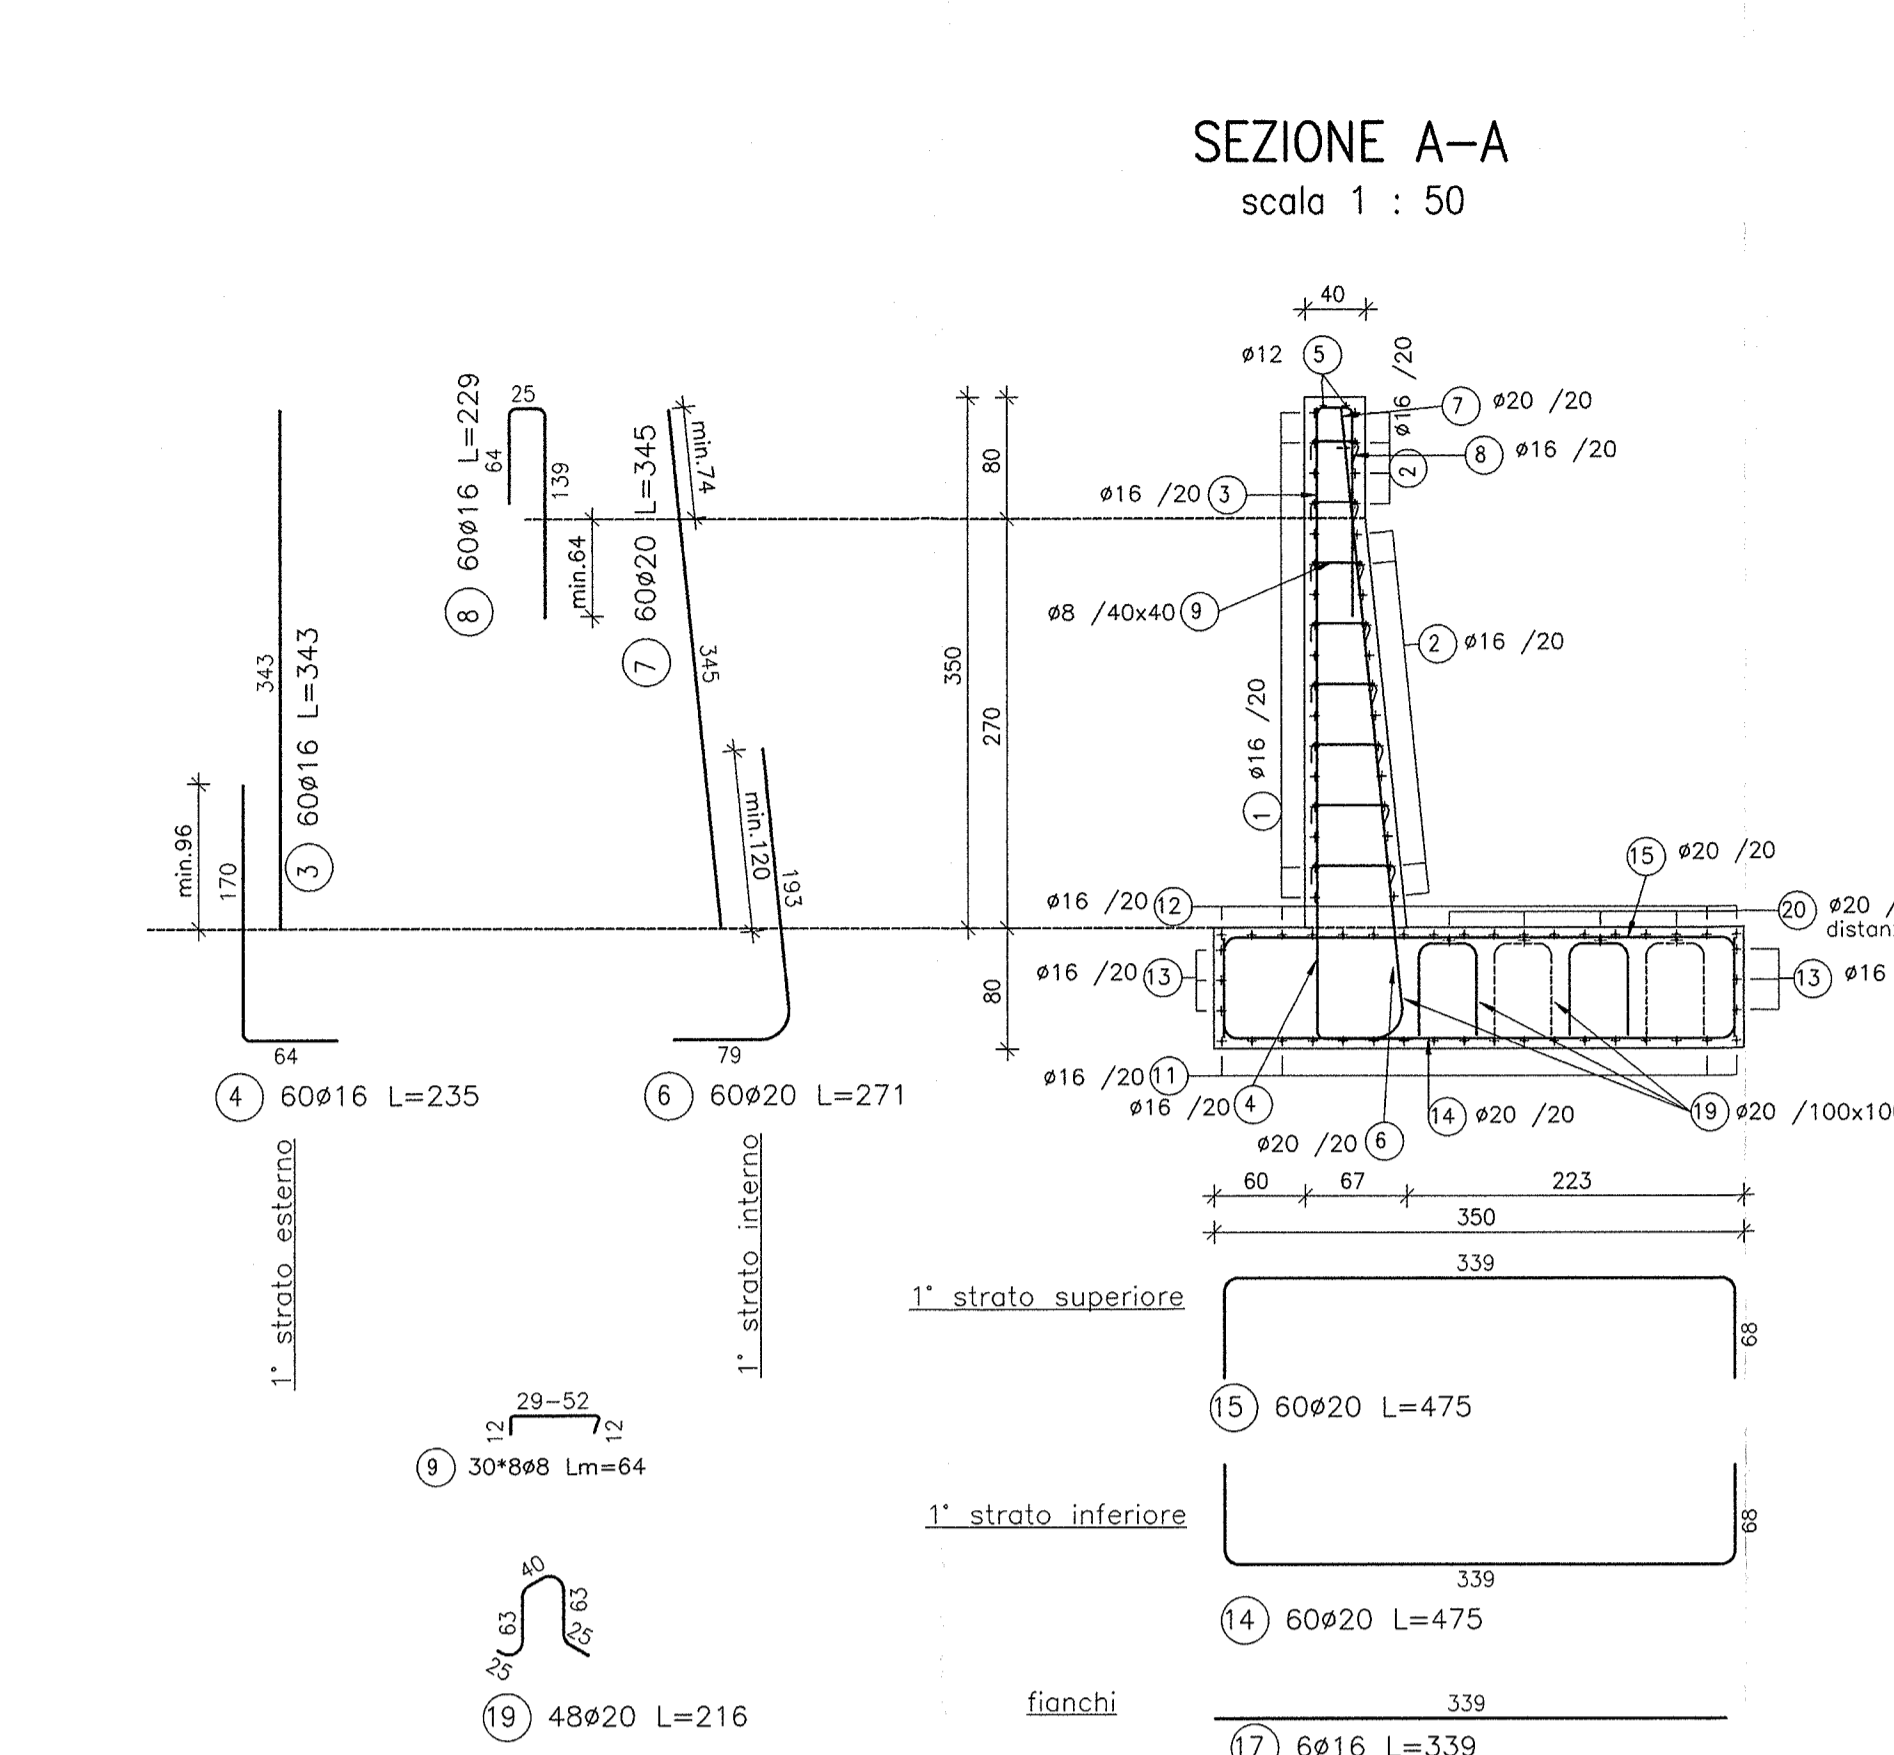 SEZIONE A–A
scala 1 : 50
40
ø12 5
ø16 /20
7 ø20 /20
2
8 ø16 /20
ø16 /20 3
ø8 /40x40 9
2 ø16 /20
1 ø16 /20
15 ø20 /20
ø16 /20 12
20 ø20 /
ø16 /20 13
13 ø16
ø16 /20 11
ø16 /20 4
14 ø20 /20
19 ø20 /100x10
ø20 /20 6
60
67
223
350
80
350
270
80
25
64
139
8 60ø16 L=229
min.64
min.74
7 60ø20 L=345
345
343
3 60ø16 L=343
min.96
170
min.120
193
64
79
4 60ø16 L=235
6 60ø20 L=271
1° strato esterno
1° strato interno
339
1° strato superiore
68
15 60ø20 L=475
29–52
12
12
9 30*8ø8 Lm=64
1° strato inferiore
68
339
14 60ø20 L=475
40
63
63
25
25
19 48ø20 L=216
fianchi
339
17 6ø16 L=339